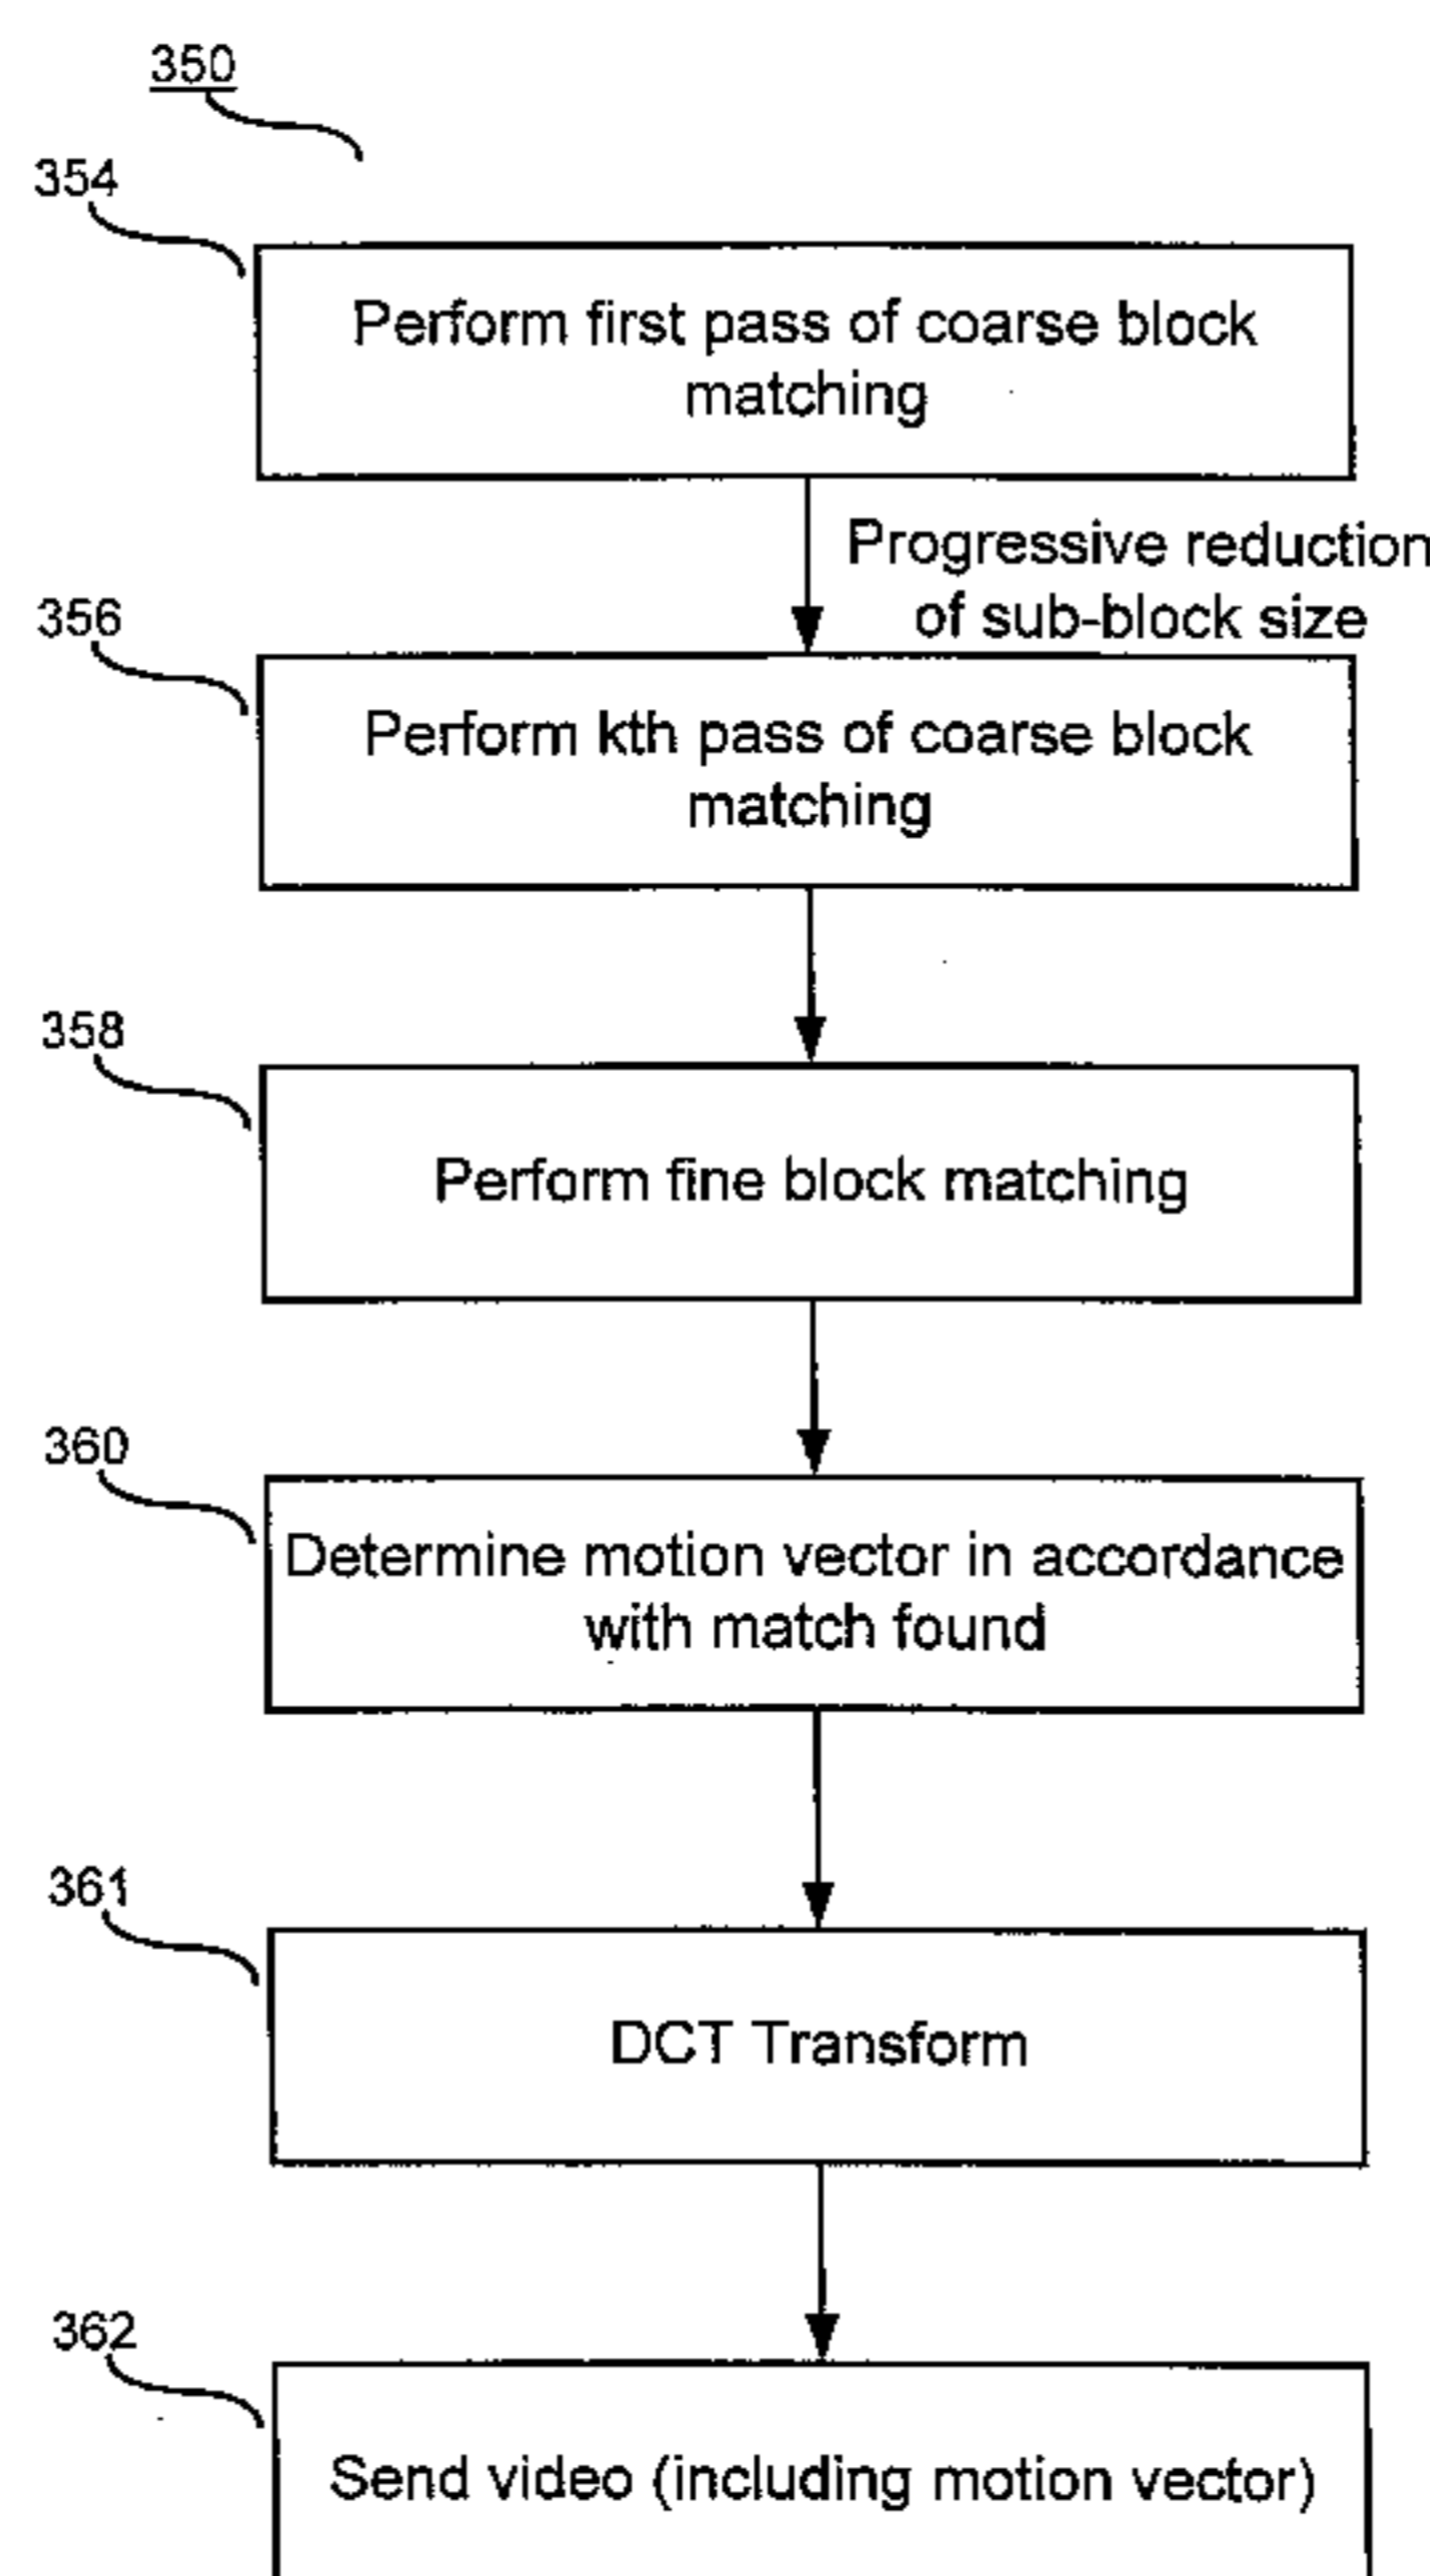 350
354
Perform first pass of coarse block
matching
Progressive reduction
of sub-block size
356
Perform kth pass of coarse block
matching
358
Perform fine block matching
360
Determine motion vector in accordance
with match found
361
DCT Transform
362
Send video (including motion vector)